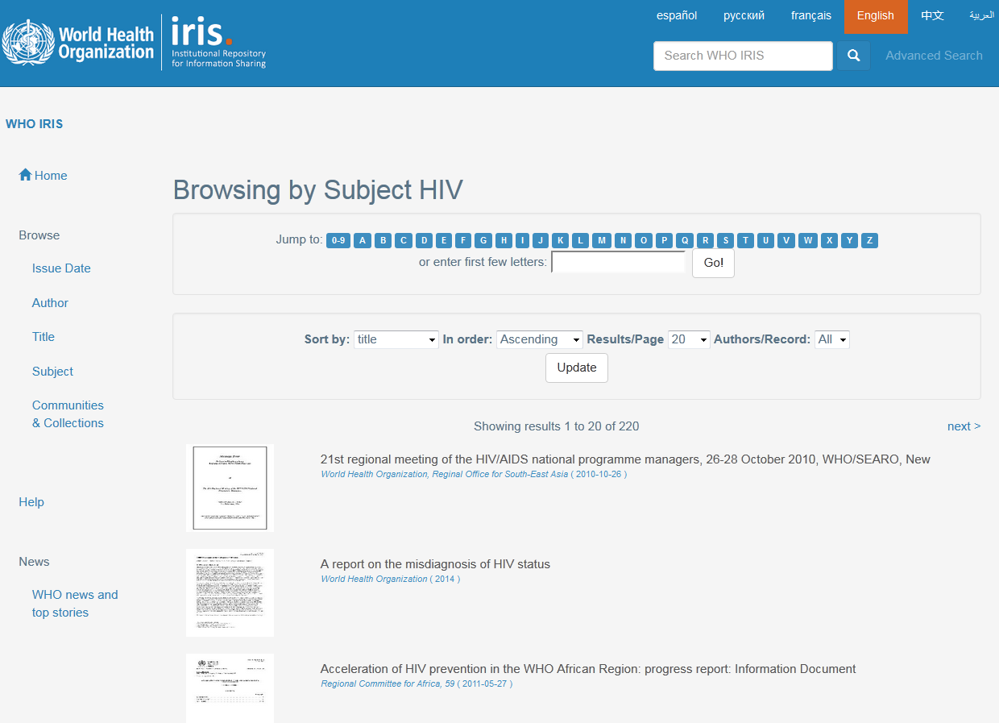 español русский français English 中文 العربية
World Health Organization
iris.
Institutional Repository for Information Sharing
Search WHO IRIS
Advanced Search
WHO IRIS
Home
Browse
Issue Date
Author
Title
Subject
Communities
& Collections
Help
News
WHO news and
top stories
Browsing by Subject HIV
Jump to: 0-9 A B C D E F G H I J K L M N O P Q R S T U V W X Y Z
or enter first few letters: Go!
Sort by: title In order: Ascending Results/Page 20 Authors/Record: All
Update
Showing results 1 to 20 of 220
next >
21st regional meeting of the HIV/AIDS national programme managers, 26-28 October 2010, WHO/SEARO, New
World Health Organization, Reginal Office for South-East Asia ( 2010-10-26 )
A report on the misdiagnosis of HIV status
World Health Organization ( 2014 )
Acceleration of HIV prevention in the WHO African Region: progress report: Information Document
Regional Committee for Africa, 59 ( 2011-05-27 )